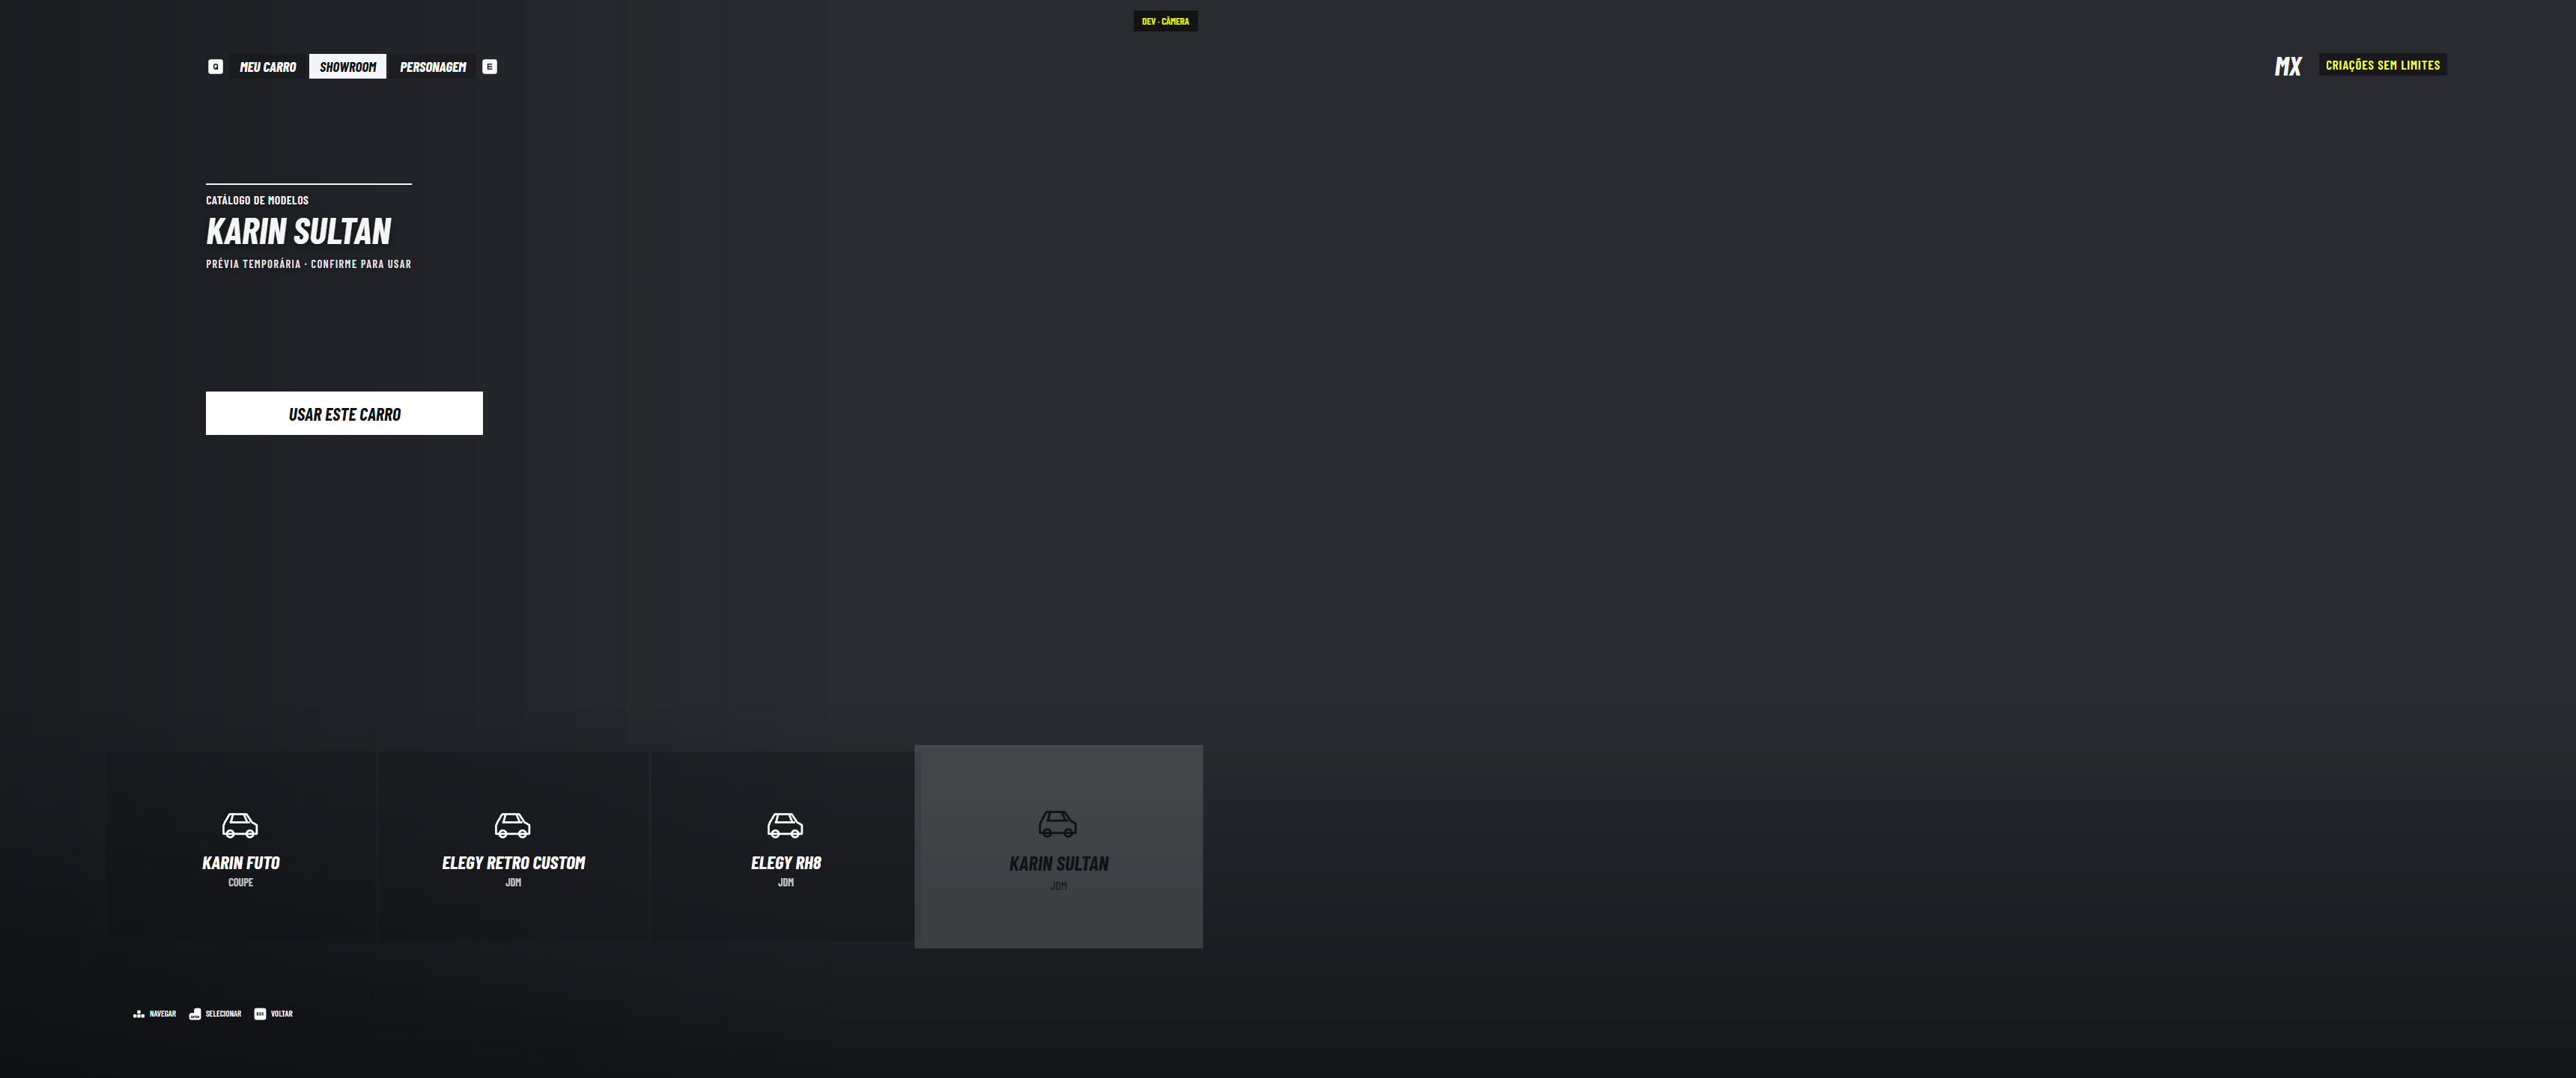 DEV · CÂMERA
Q MEU CARRO SHOWROOM PERSONAGEM E
MX CRIAÇÕES SEM LIMITES
CATÁLOGO DE MODELOS
KARIN SULTAN
PRÉVIA TEMPORÁRIA · CONFIRME PARA USAR
USAR ESTE CARRO
KARIN FUTO
COUPE
ELEGY RETRO CUSTOM
JDM
ELEGY RH8
JDM
KARIN SULTAN
JDM
NAVEGAR
SELECIONAR
ESC VOLTAR